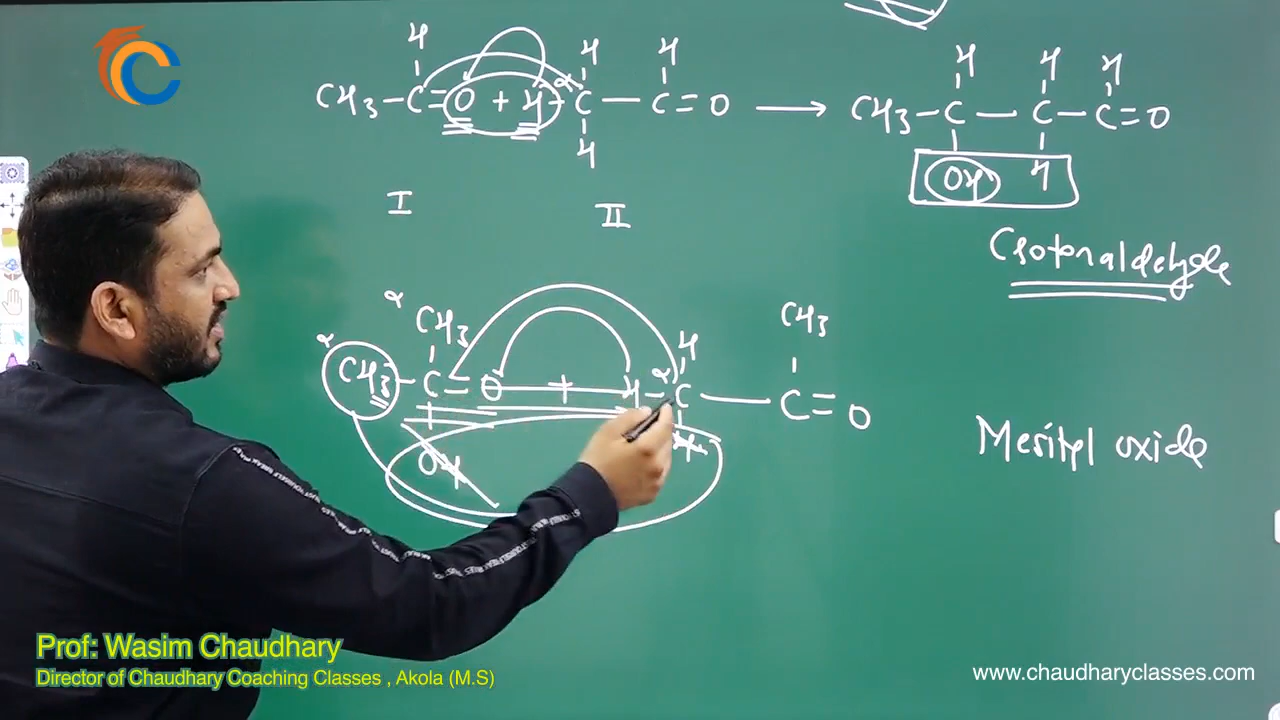 H H H H H H
CH3-C=O + H-C-C=O → CH3-C-C-C=O
α
H
OH H
I II
Crotonaldehyde
α CH3 CH3
α H
CH3-C=O + H-C-C=O
α
OH H
Mesityl oxide
Prof: Wasim Chaudhary
Director of Chaudhary Coaching Classes , Akola (M.S)
www.chaudharyclasses.com